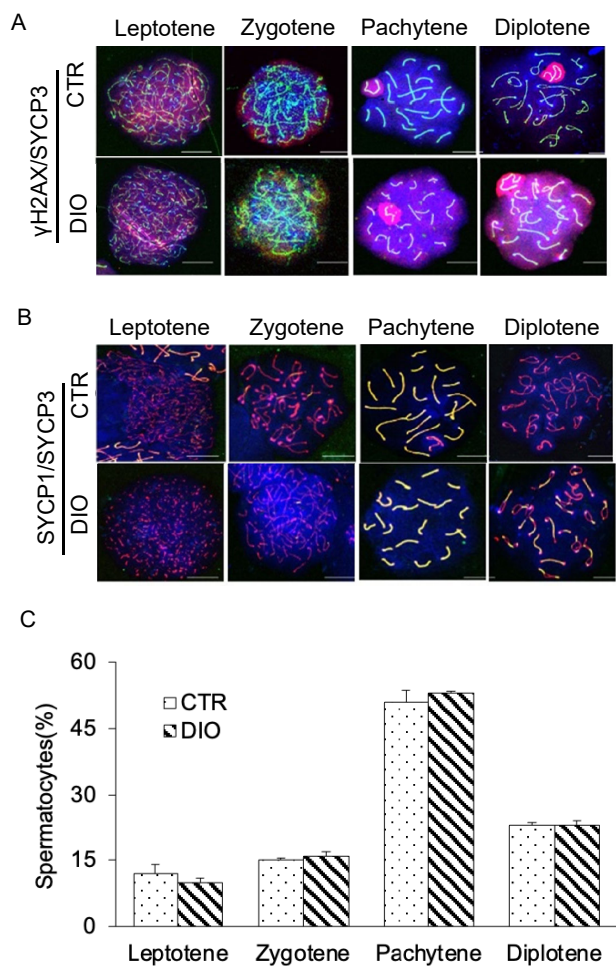 A
Leptotene Zygotene Pachytene Diplotene
γH2AX/SYCP3
CTR
DIO
B
Leptotene Zygotene Pachytene Diplotene
SYCP1/SYCP3
CTR
DIO
C
60
45
30
15
0
Spermatocytes(%)
CTR
DIO
Leptotene Zygotene Pachytene Diplotene